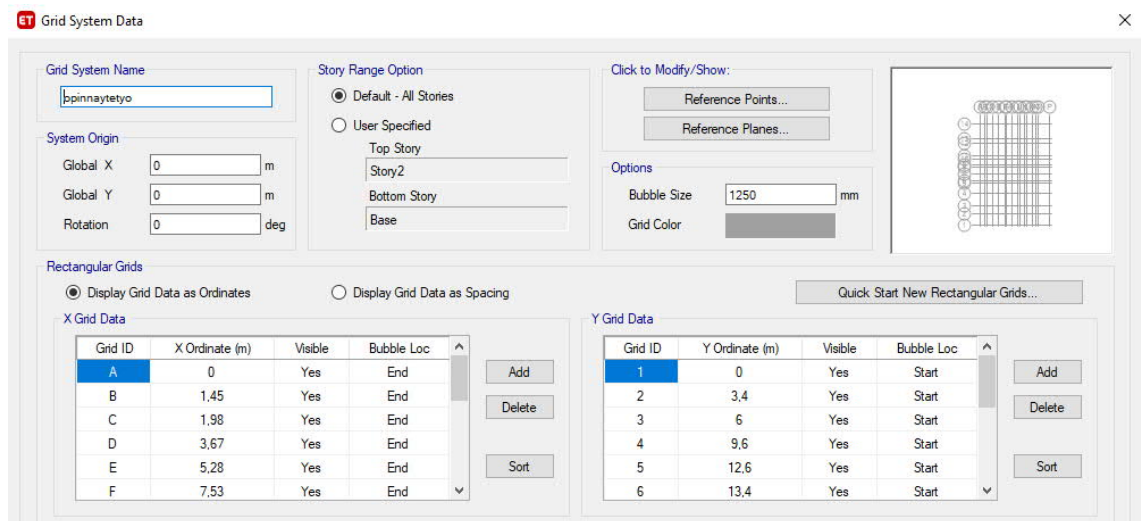 ET Grid System Data
Grid System Name
ppinnaytetyo
System Origin
Global X 0 m
Global Y 0 m
Rotation 0 deg
Story Range Option
Default - All Stories
User Specified
Top Story
Story2
Bottom Story
Base
Click to Modify/Show:
Reference Points...
Reference Planes...
Options
Bubble Size 1250 mm
Grid Color
Rectangular Grids
Display Grid Data as Ordinates
Display Grid Data as Spacing
Quick Start New Rectangular Grids...
X Grid Data
Grid ID X Ordinate (m) Visible Bubble Loc
A 0 Yes End
B 1,45 Yes End
C 1,98 Yes End
D 3,67 Yes End
E 5,28 Yes End
F 7,53 Yes End
Add
Delete
Sort
Y Grid Data
Grid ID Y Ordinate (m) Visible Bubble Loc
1 0 Yes Start
2 3,4 Yes Start
3 6 Yes Start
4 9,6 Yes Start
5 12,6 Yes Start
6 13,4 Yes Start
Add
Delete
Sort